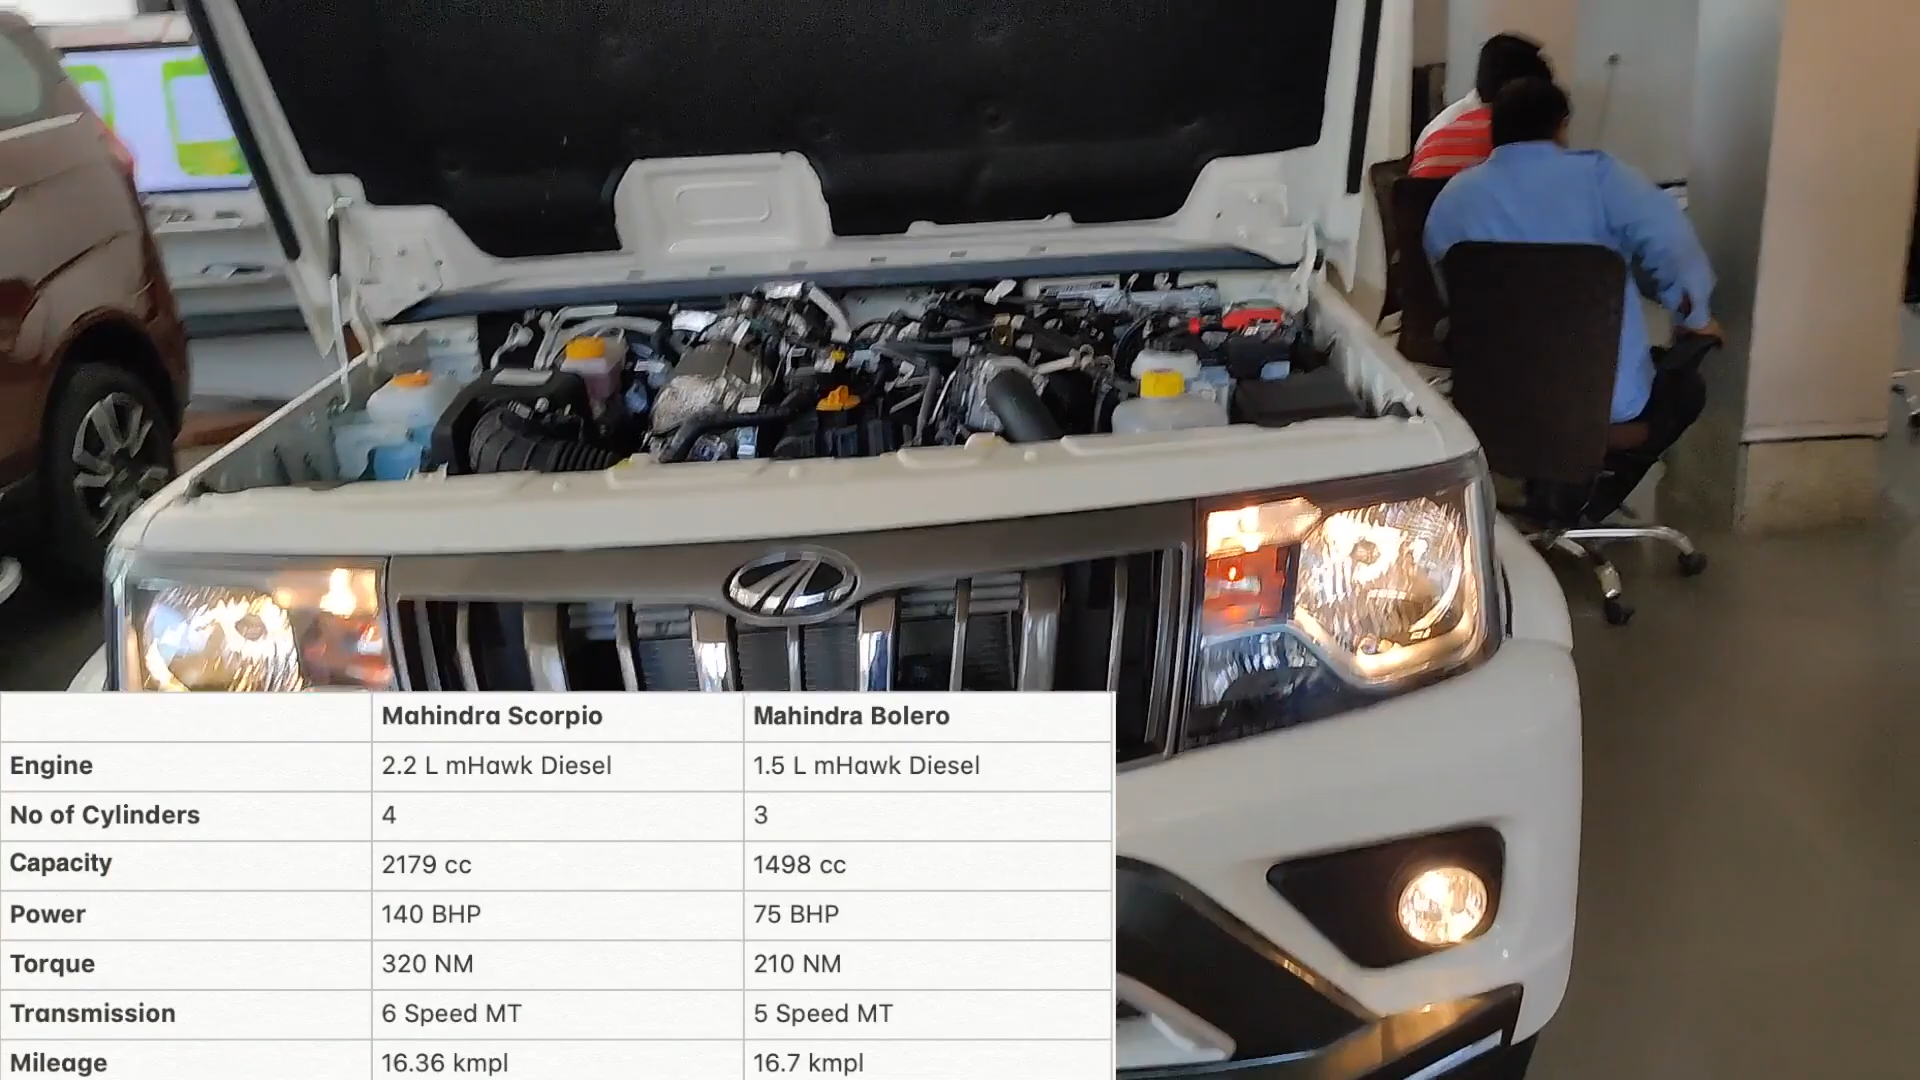 Mahindra Scorpio Mahindra Bolero
Engine 2.2 L mHawk Diesel 1.5 L mHawk Diesel
No of Cylinders 4 3
Capacity 2179 cc 1498 cc
Power 140 BHP 75 BHP
Torque 320 NM 210 NM
Transmission 6 Speed MT 5 Speed MT
Mileage 16.36 kmpl 16.7 kmpl